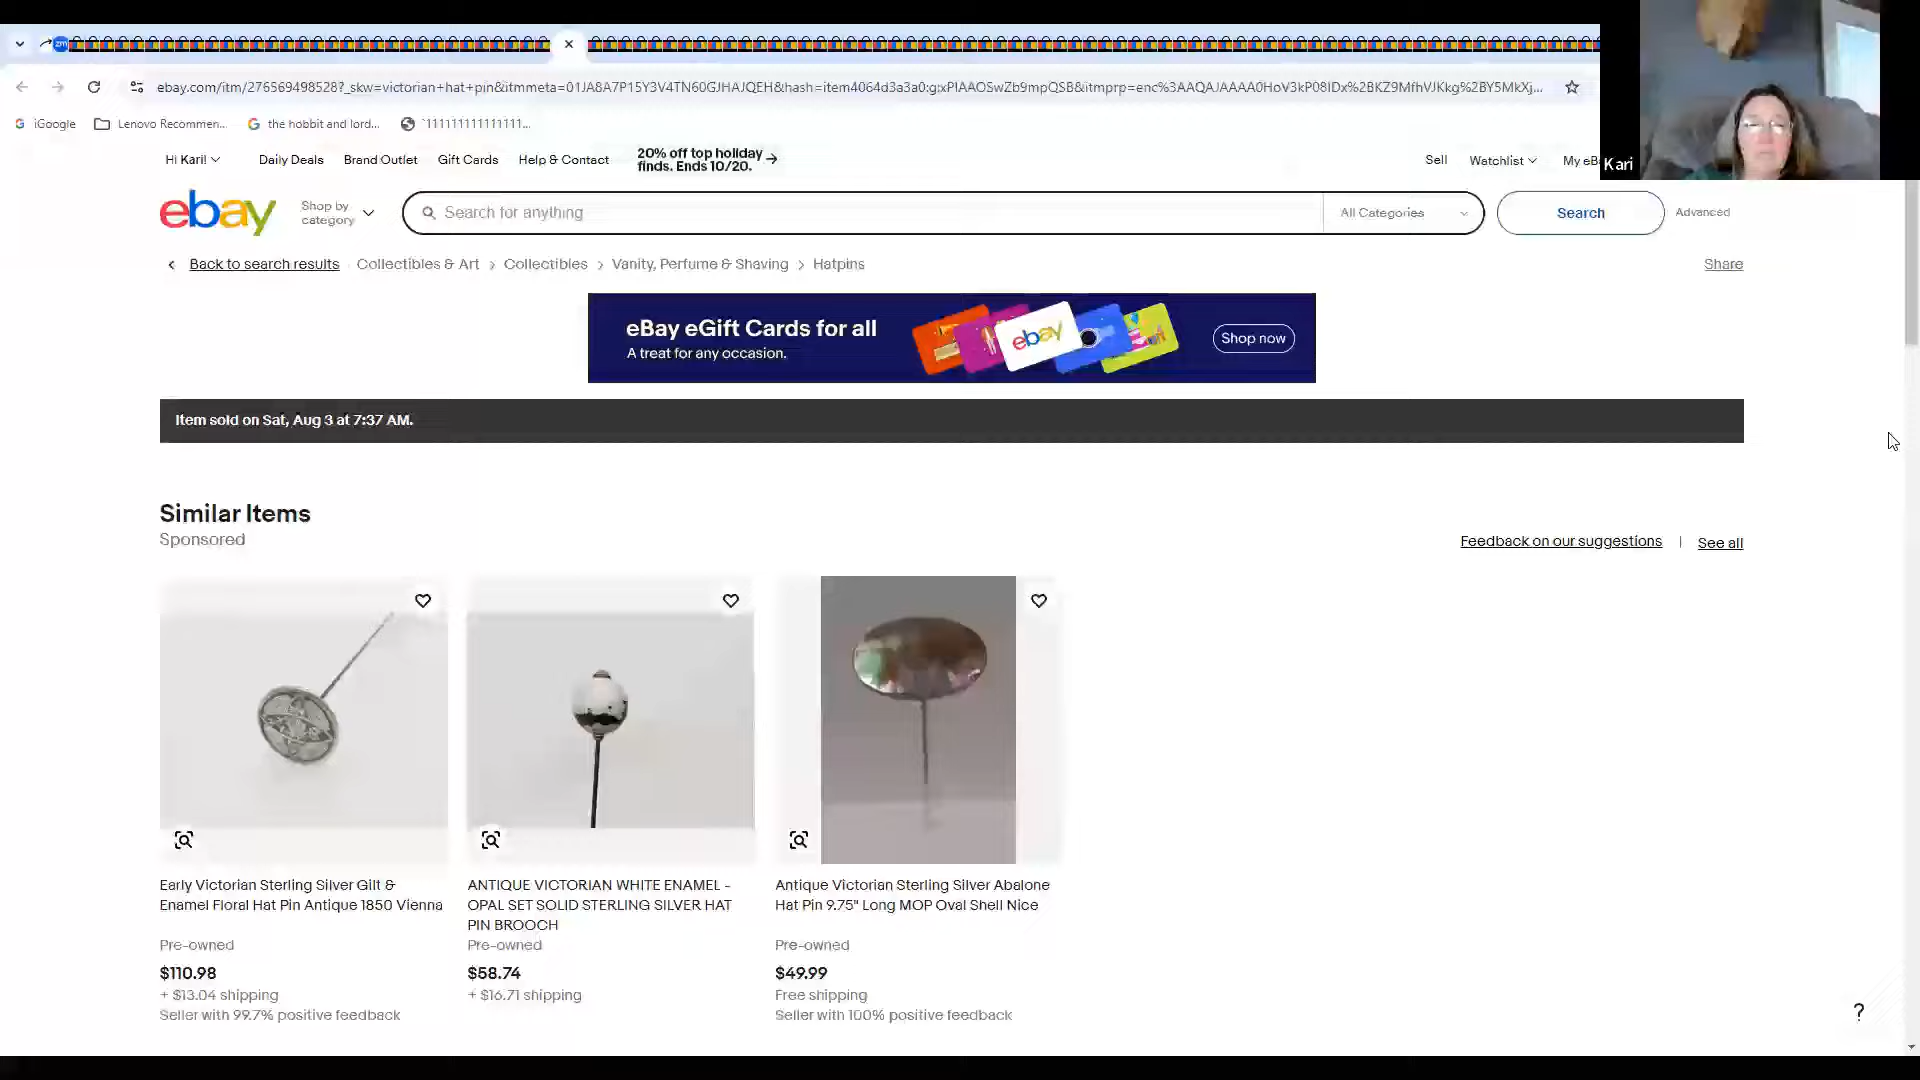 zm
ebay.com/itm/276569498528?_skw=victorian+hat+pin&itmmeta=01JA8A7P15Y3V4TN60GJHAJQEH&hash=item4064d3a3a0:g:xPIAAOSwZb9mpQSB&itmprp=enc%3AAQAJAAAA0HoV3kP08IDx%2BKZ9MfhVJKkg%2BY5MkXj...
iGoogle
Lenovo Recommen...
the hobbit and lord...
`111111111111111...
Hi Kari!
Daily Deals
Brand Outlet
Gift Cards
Help & Contact
20% off top holiday
finds. Ends 10/20.
Sell
Watchlist
My eB
Kari
ebay
Shop by
category
Search for anything
All Categories
Search
Advanced
Back to search results
Collectibles & Art
Collectibles
Vanity, Perfume & Shaving
Hatpins
Share
eBay eGift Cards for all
A treat for any occasion.
ebay
Shop now
Item sold on Sat, Aug 3 at 7:37 AM.
Similar Items
Sponsored
Feedback on our suggestions | See all
Early Victorian Sterling Silver Gilt &
Enamel Floral Hat Pin Antique 1850 Vienna
Pre-owned
$110.98
+ $13.04 shipping
Seller with 99.7% positive feedback
ANTIQUE VICTORIAN WHITE ENAMEL -
OPAL SET SOLID STERLING SILVER HAT
PIN BROOCH
Pre-owned
$58.74
+ $16.71 shipping
Antique Victorian Sterling Silver Abalone
Hat Pin 9.75" Long MOP Oval Shell Nice
Pre-owned
$49.99
Free shipping
Seller with 100% positive feedback
?